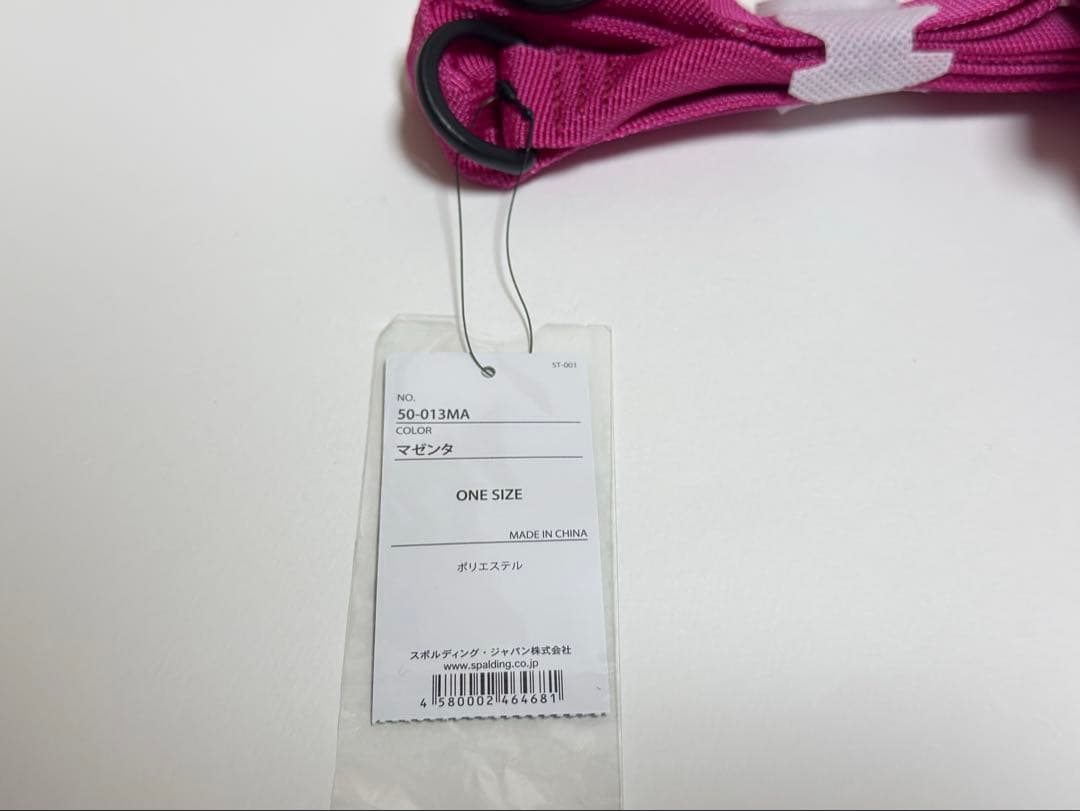 ST-001
NO.
50-013MA
COLOR
マゼンタ
ONE SIZE
MADE IN CHINA
ポリエステル
スポルディング・ジャパン株式会社
www.spalding.co.jp
4 580002 464681